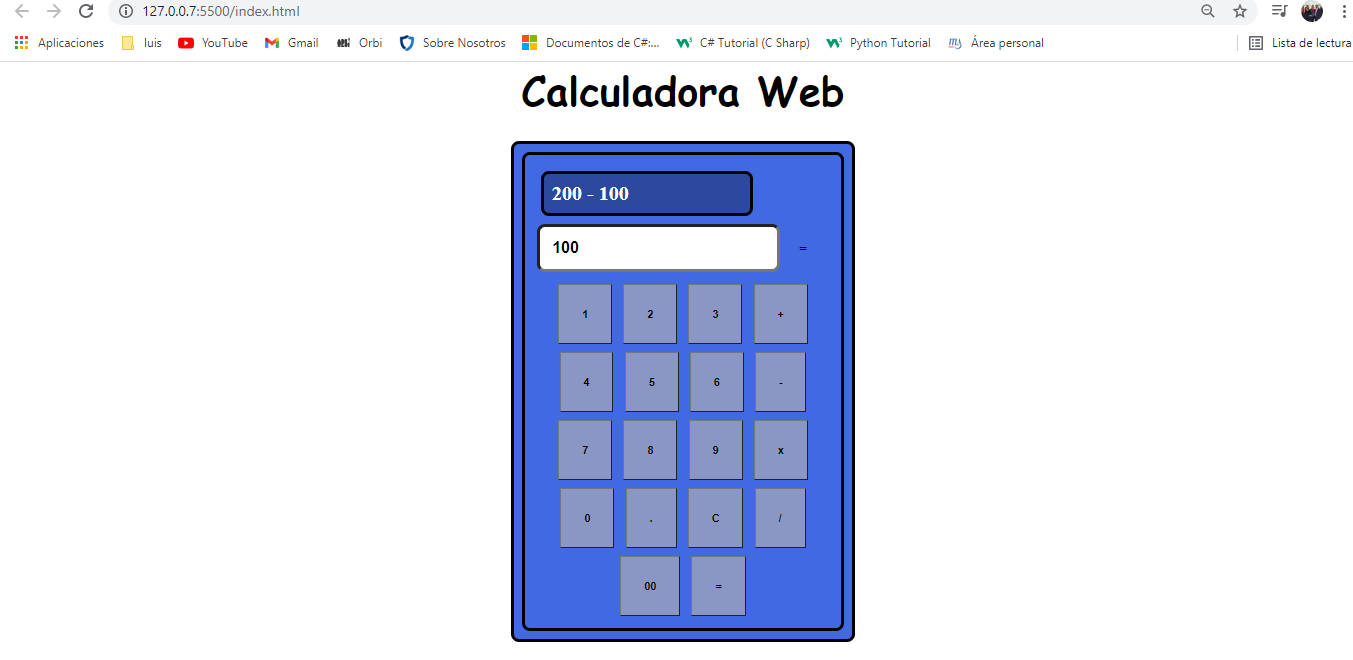 127.0.0.7:5500/index.html
Aplicaciones luis YouTube Gmail Orbi Sobre Nosotros Documentos de C#:... C# Tutorial (C Sharp) Python Tutorial Área personal Lista de lectura
Calculadora Web
200 - 100
100 =
1 2 3 +
4 5 6 -
7 8 9 x
0 . C /
00 =